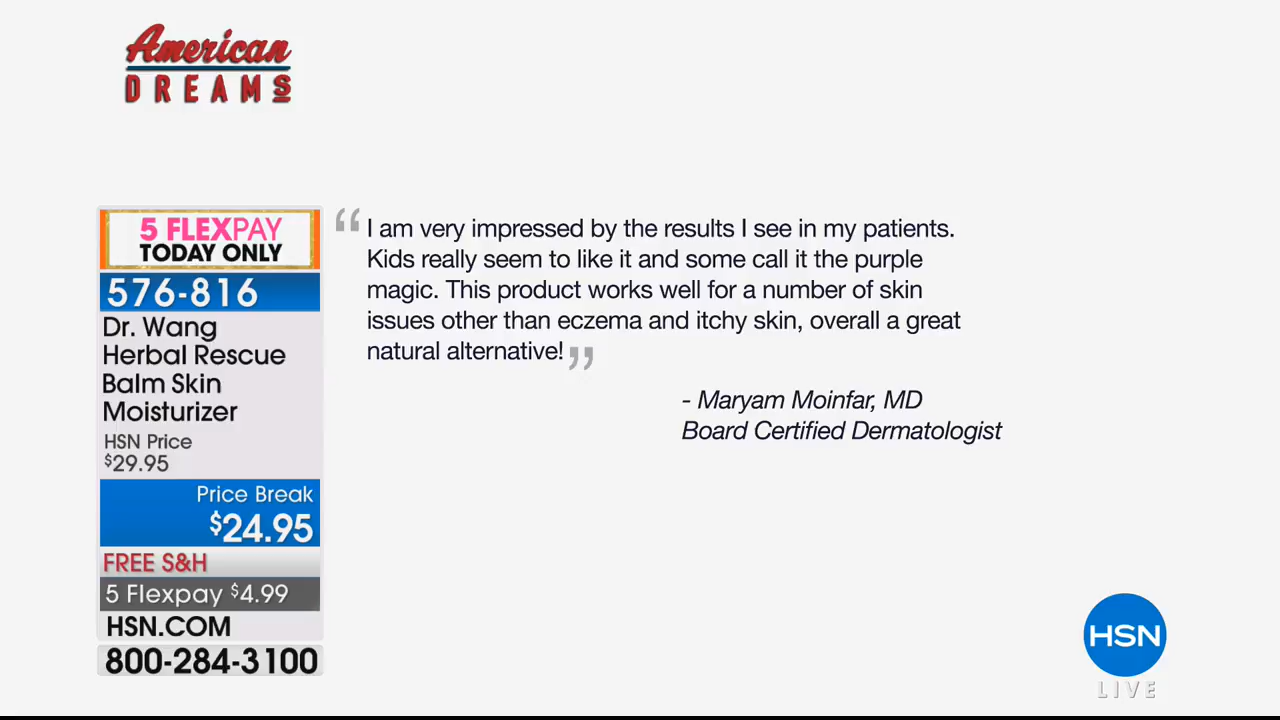 American
DREAMS
5 FLEXPAY
TODAY ONLY
576-816
Dr. Wang
Herbal Rescue
Balm Skin
Moisturizer
HSN Price
$29.95
Price Break
$24.95
FREE S&H
5 Flexpay $4.99
HSN.COM
800-284-3100
“I am very impressed by the results I see in my patients.
Kids really seem to like it and some call it the purple
magic. This product works well for a number of skin
issues other than eczema and itchy skin, overall a great
natural alternative!”
- Maryam Moinfar, MD
Board Certified Dermatologist
HSN
LIVE